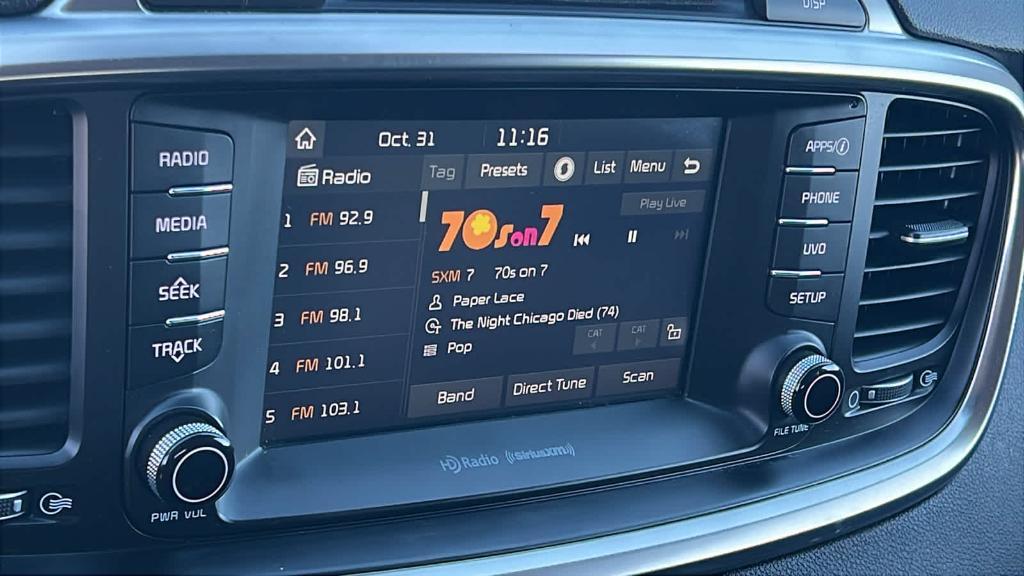 DISP
RADIO
MEDIA
SEEK
TRACK
PWR VOL
Oct. 31 11:16
Radio Tag Presets List Menu
1 FM 92.9
2 FM 96.9
3 FM 98.1
4 FM 101.1
5 FM 103.1
Play Live
70s on 7
SXM 7 70s on 7
Paper Lace
The Night Chicago Died (74)
Pop
CAT CAT
Band Direct Tune Scan
HD Radio ((SiriusXM))
APPS/i
PHONE
UVO
SETUP
FILE TUNE